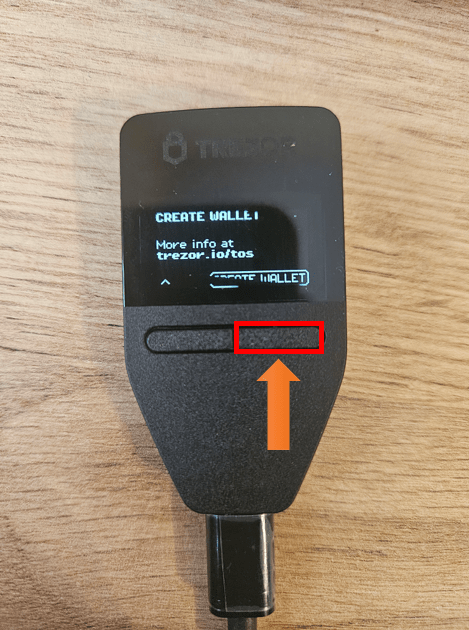 TREZOR
CREATE WALLET
More info at
trezor.io/tos
CREATE WALLET